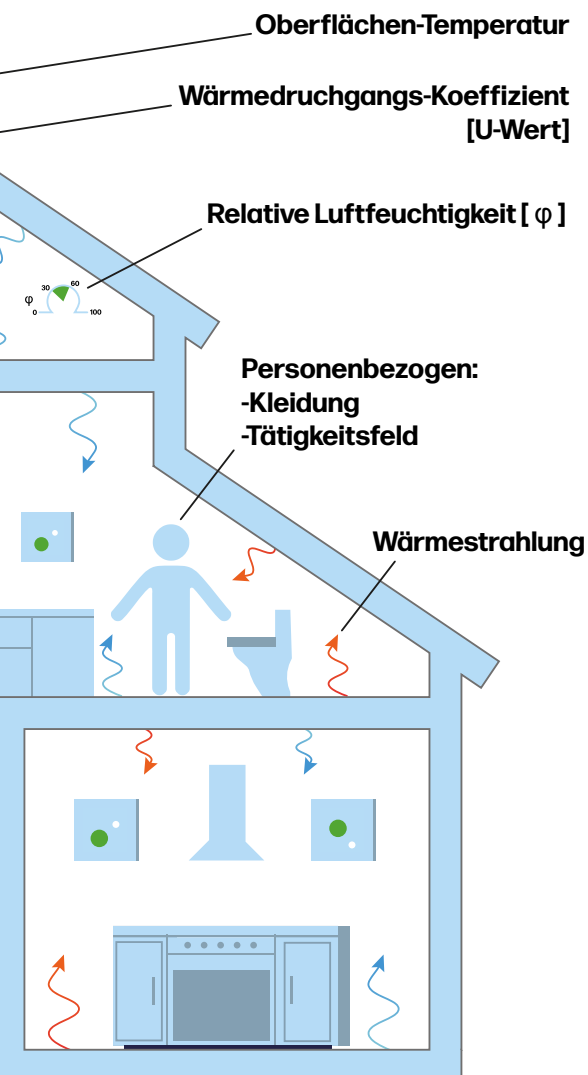 Oberflächen-Temperatur
Wärmedruchgangs-Koeffizient
[U-Wert]
Relative Luftfeuchtigkeit [ φ ]
30 60
φ
0 100
Personenbezogen:
-Kleidung
-Tätigkeitsfeld
Wärmestrahlung